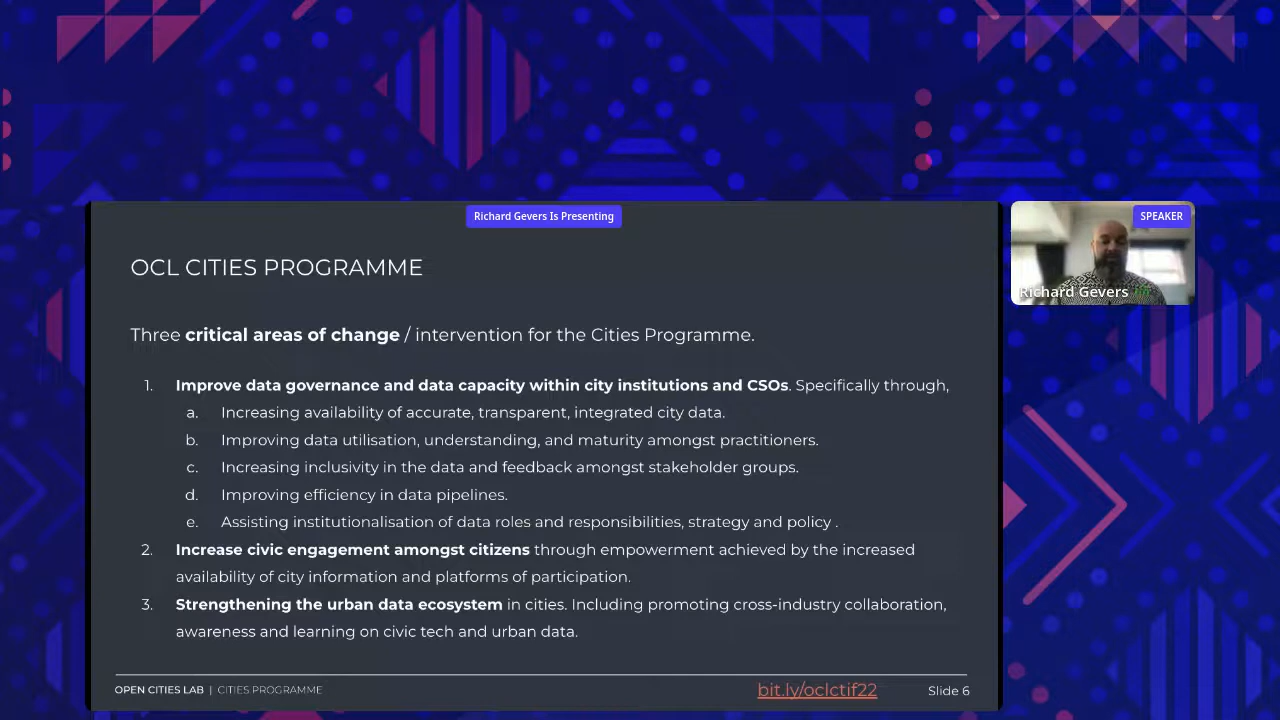 Richard Gevers Is Presenting
SPEAKER
Richard Gevers
OCL CITIES PROGRAMME
Three critical areas of change / intervention for the Cities Programme.
1. Improve data governance and data capacity within city institutions and CSOs. Specifically through,
a. Increasing availability of accurate, transparent, integrated city data.
b. Improving data utilisation, understanding, and maturity amongst practitioners.
c. Increasing inclusivity in the data and feedback amongst stakeholder groups.
d. Improving efficiency in data pipelines.
e. Assisting institutionalisation of data roles and responsibilities, strategy and policy .
2. Increase civic engagement amongst citizens through empowerment achieved by the increased
availability of city information and platforms of participation.
3. Strengthening the urban data ecosystem in cities. Including promoting cross-industry collaboration,
awareness and learning on civic tech and urban data.
OPEN CITIES LAB | CITIES PROGRAMME
bit.ly/oclctif22
Slide 6